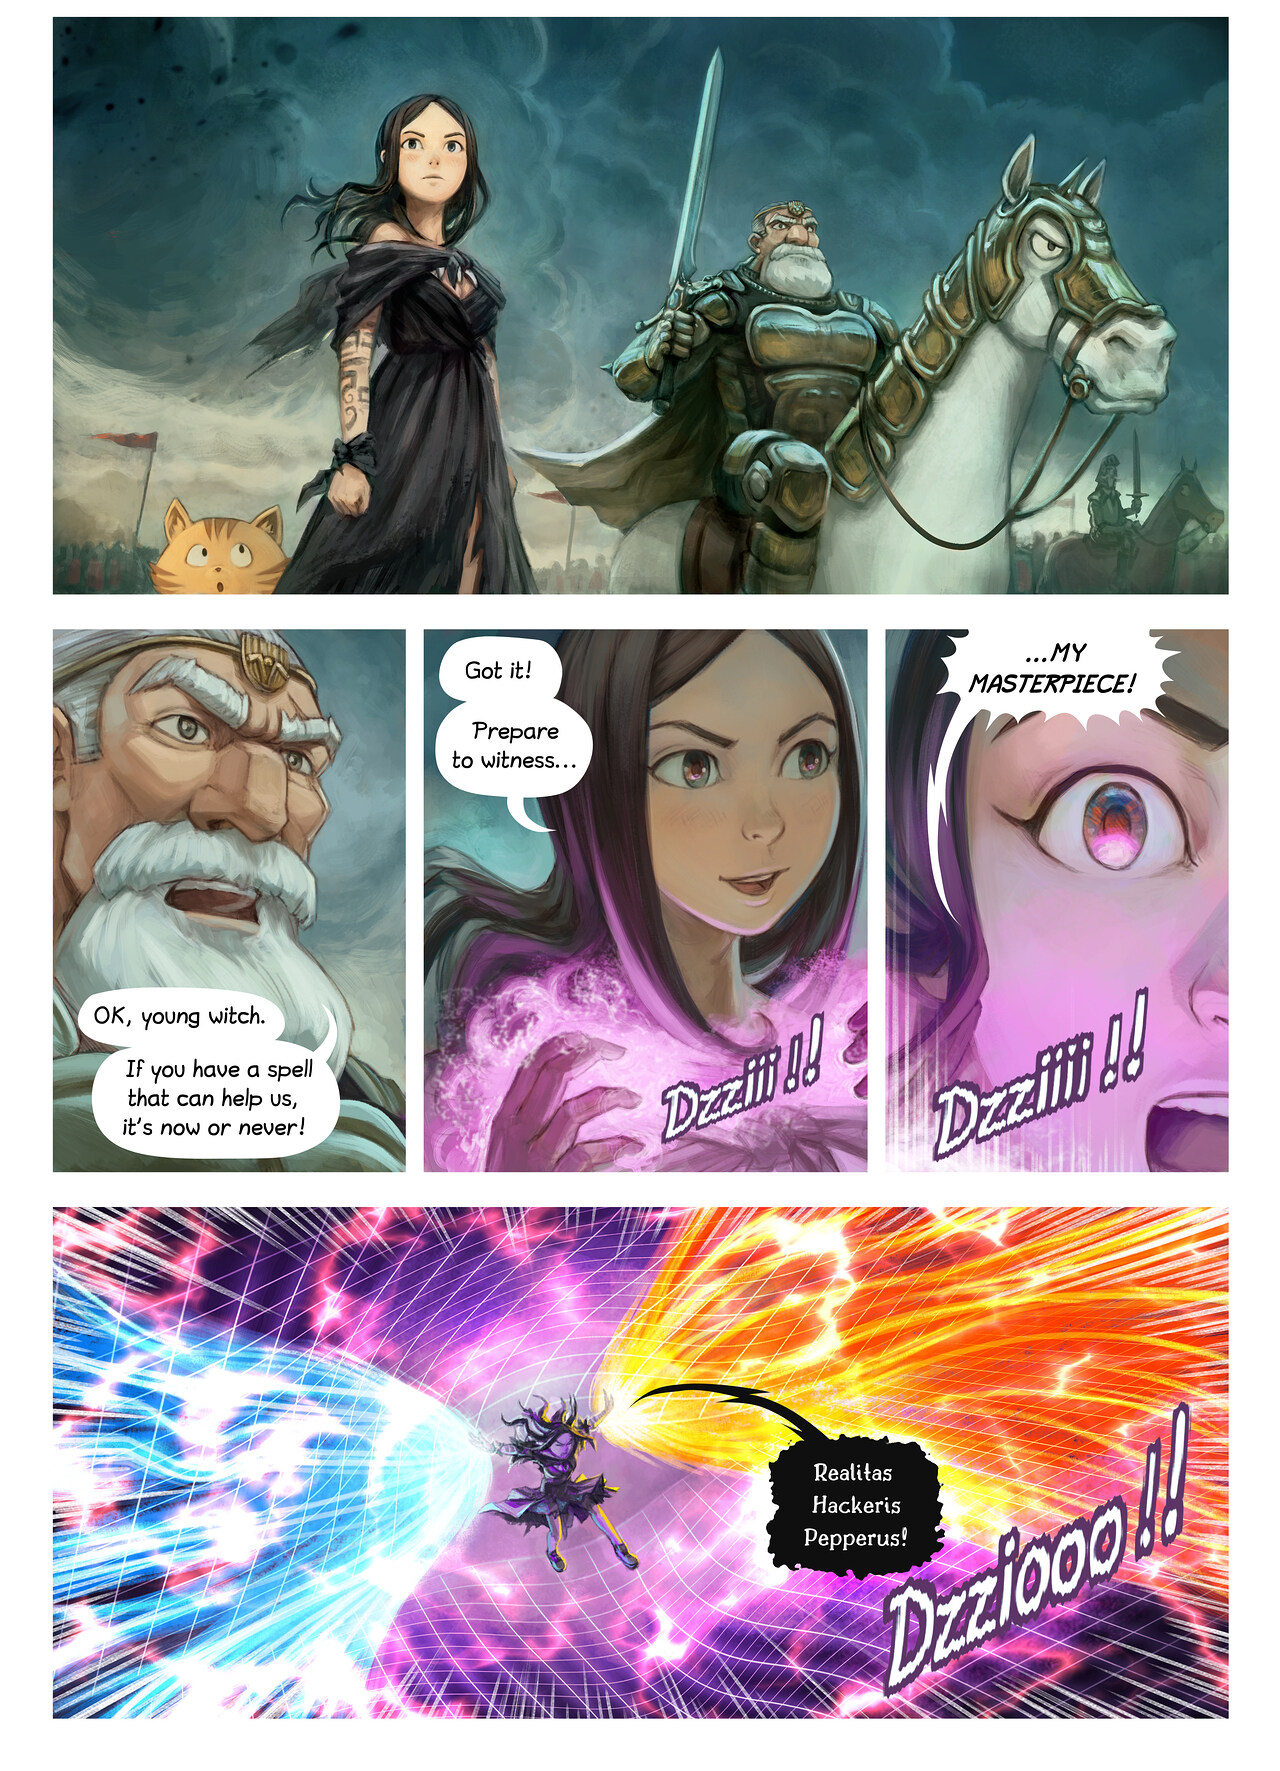 OK, young witch.
If you have a spell
that can help us,
it's now or never!
Got it!
Prepare
to witness...
Dzziii !!
...MY
MASTERPIECE!
Dzziiii !!
Realitas
Hackeris
Pepperus!
Dzziooo !!